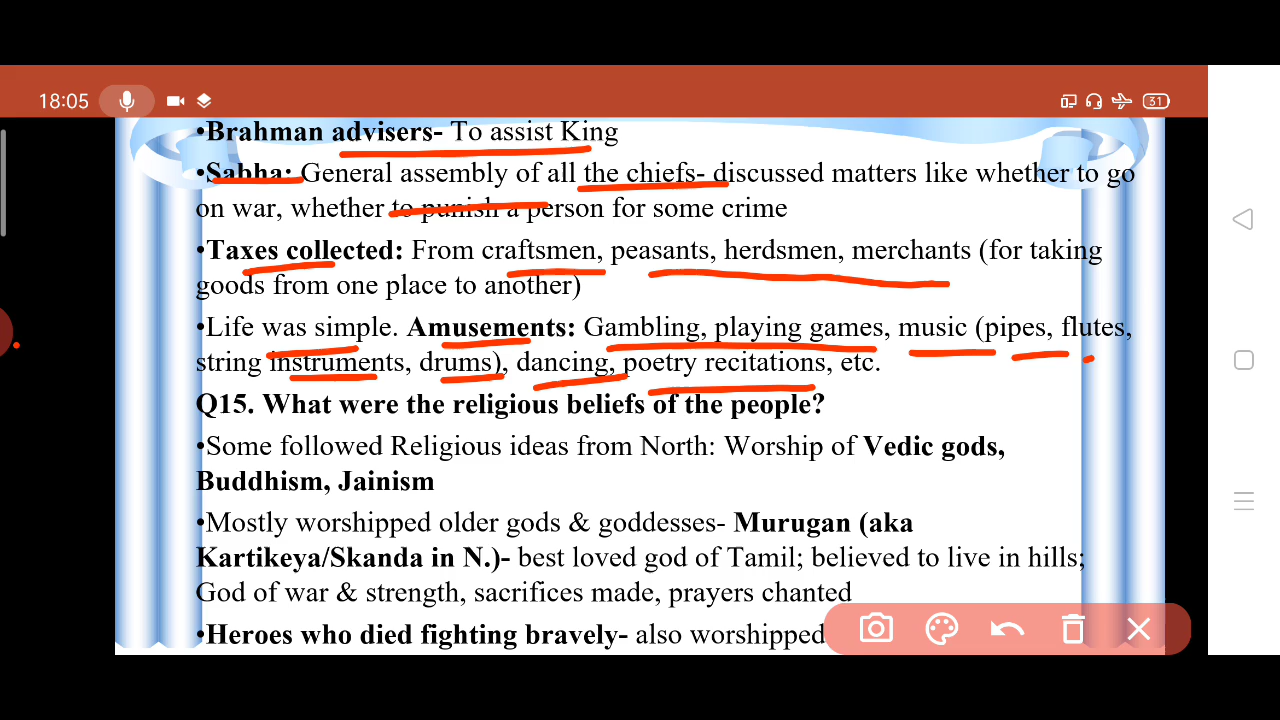 18:05
31
•Brahman advisers- To assist King
•Sabha: General assembly of all the chiefs- discussed matters like whether to go
on war, whether to punish a person for some crime
•Taxes collected: From craftsmen, peasants, herdsmen, merchants (for taking
goods from one place to another)
•Life was simple. Amusements: Gambling, playing games, music (pipes, flutes,
string instruments, drums), dancing, poetry recitations, etc.
Q15. What were the religious beliefs of the people?
•Some followed Religious ideas from North: Worship of Vedic gods,
Buddhism, Jainism
•Mostly worshipped older gods & goddesses- Murugan (aka
Kartikeya/Skanda in N.)- best loved god of Tamil; believed to live in hills;
God of war & strength, sacrifices made, prayers chanted
•Heroes who died fighting bravely- also worshipped